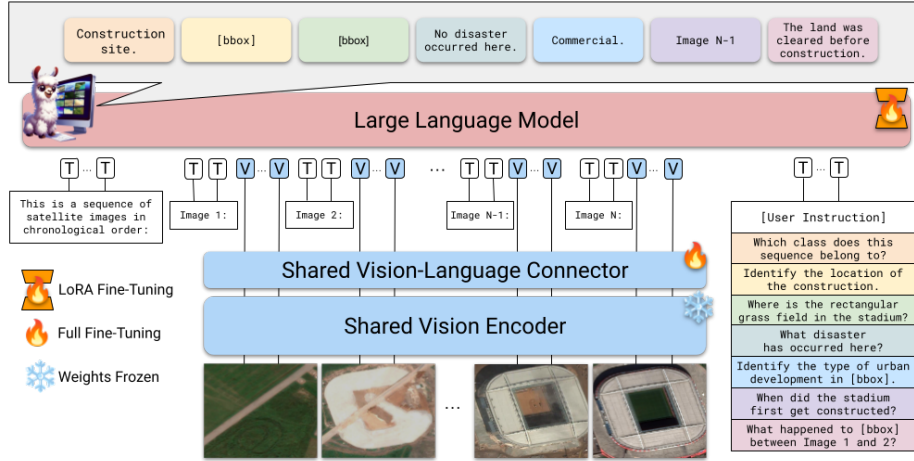 Construction
site.
[bbox]
[bbox]
No disaster
occurred here.
Commercial.
Image N-1
The land was
cleared before
construction.
Large Language Model
T ... T
T T V ... V
T T V ... V
...
T T V ... V
T T V ... V
T ... T
This is a sequence of
satellite images in
chronological order:
Image 1:
Image 2:
Image N-1:
Image N:
[User Instruction]
Which class does this
sequence belong to?
Identify the location of
the construction.
Where is the rectangular
grass field in the stadium?
What disaster
has occurred here?
Identify the type of urban
development in [bbox].
When did the stadium
first get constructed?
What happened to [bbox]
between Image 1 and 2?
Shared Vision-Language Connector
Shared Vision Encoder
LoRA Fine-Tuning
Full Fine-Tuning
Weights Frozen
...